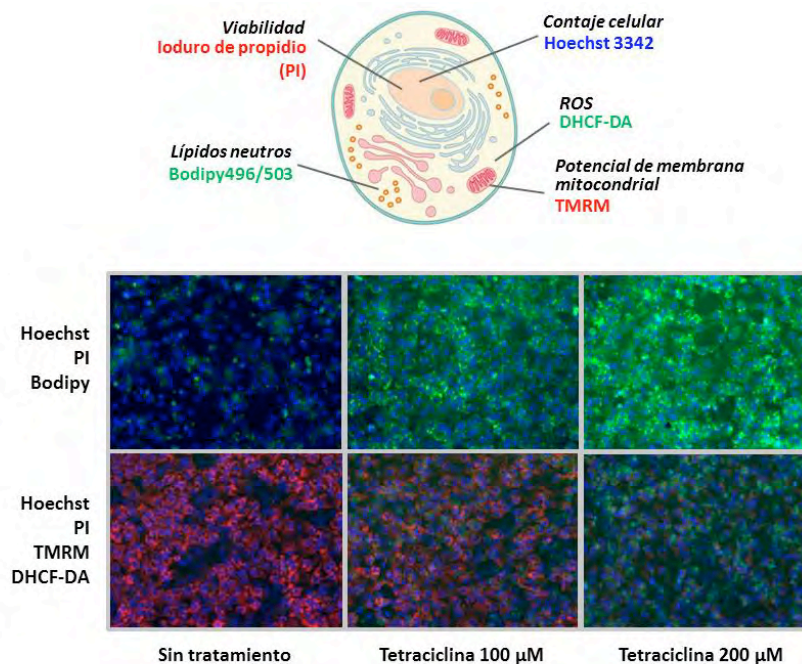 Viabilidad
Ioduro de propidio
(PI)
Contaje celular
Hoechst 3342
ROS
DHCF-DA
Lípidos neutros
Bodipy496/503
Potencial de membrana
mitocondrial
TMRM
Hoechst
PI
Bodipy
Hoechst
PI
TMRM
DHCF-DA
Sin tratamiento
Tetraciclina 100 μM
Tetraciclina 200 μM